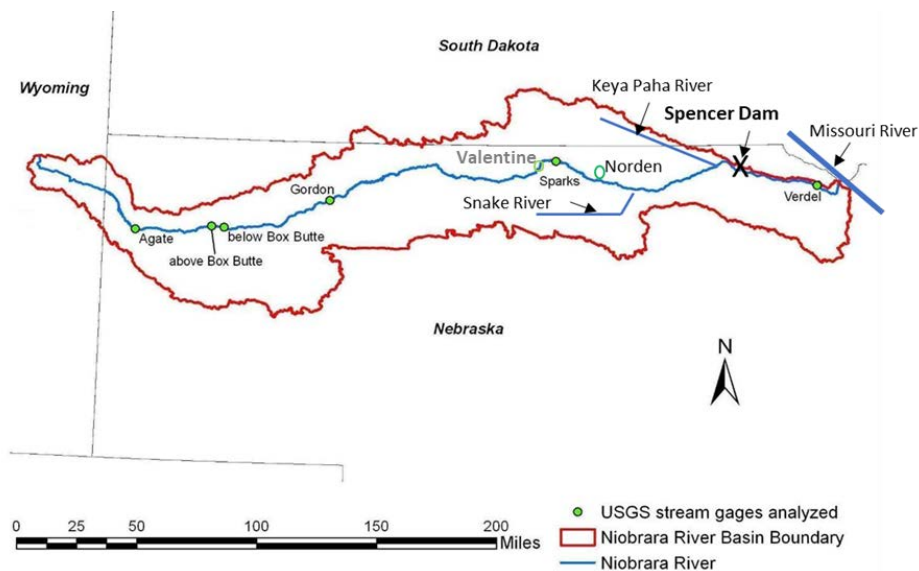 South Dakota
Wyoming
Keya Paha River
Spencer Dam
Missouri River
Valentine
Norden
Sparks
Gordon
Snake River
Verdel
Agate
below Box Butte
above Box Butte
Nebraska
N
USGS stream gages analyzed
Niobrara River Basin Boundary
Niobrara River
0 25 50 100 150 200
Miles